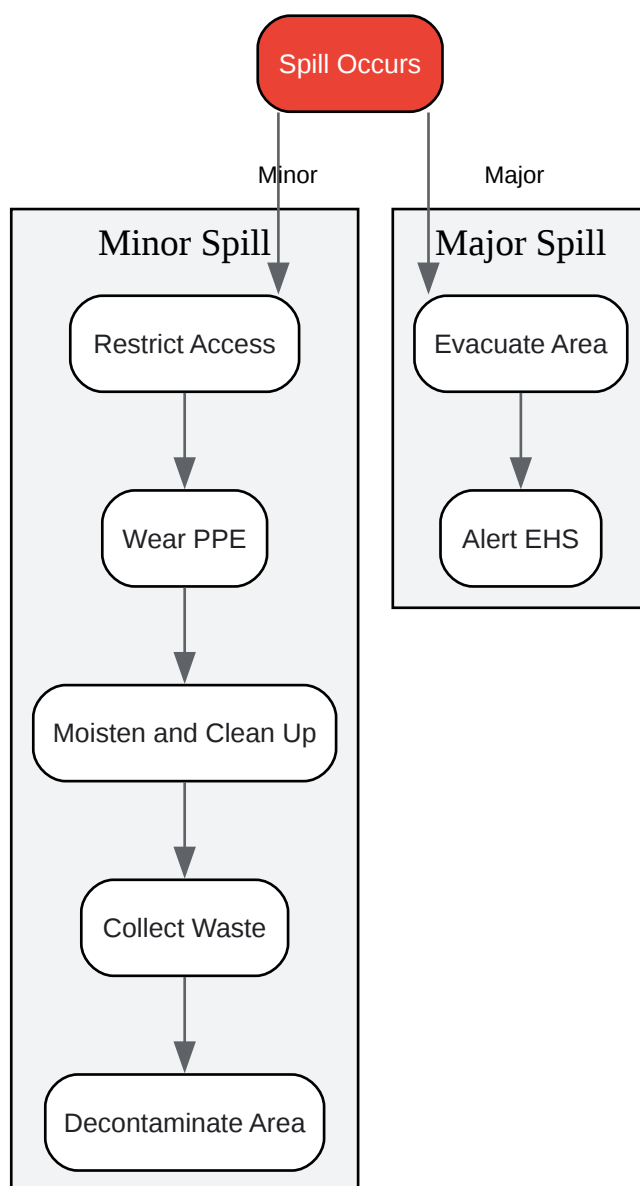 Spill Occurs
Minor
Major
Minor Spill
Major Spill
Restrict Access
Evacuate Area
Wear PPE
Alert EHS
Moisten and Clean Up
Collect Waste
Decontaminate Area